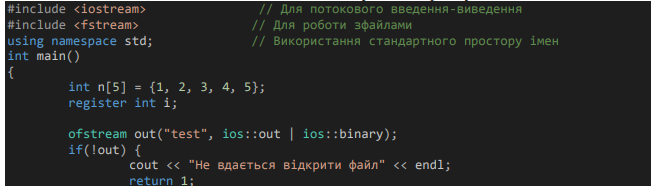 #include <iostream> // Для потокового введення-виведення
#include <fstream> // Для роботи зфайлами
using namespace std; // Використання стандартного простору імен
int main()
{
int n[5] = {1, 2, 3, 4, 5};
register int i;
ofstream out("test", ios::out | ios::binary);
if(!out) {
cout << "Не вдається відкрити файл" << endl;
return 1;